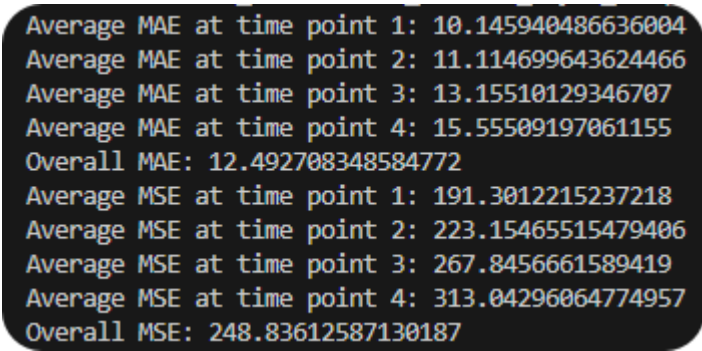 Average MAE at time point 1: 10.145940486636004
Average MAE at time point 2: 11.114699643624466
Average MAE at time point 3: 13.15510129346707
Average MAE at time point 4: 15.55509197061155
Overall MAE: 12.492708348584772
Average MSE at time point 1: 191.3012215237218
Average MSE at time point 2: 223.15465515479406
Average MSE at time point 3: 267.8456661589419
Average MSE at time point 4: 313.04296064774957
Overall MSE: 248.83612587130187